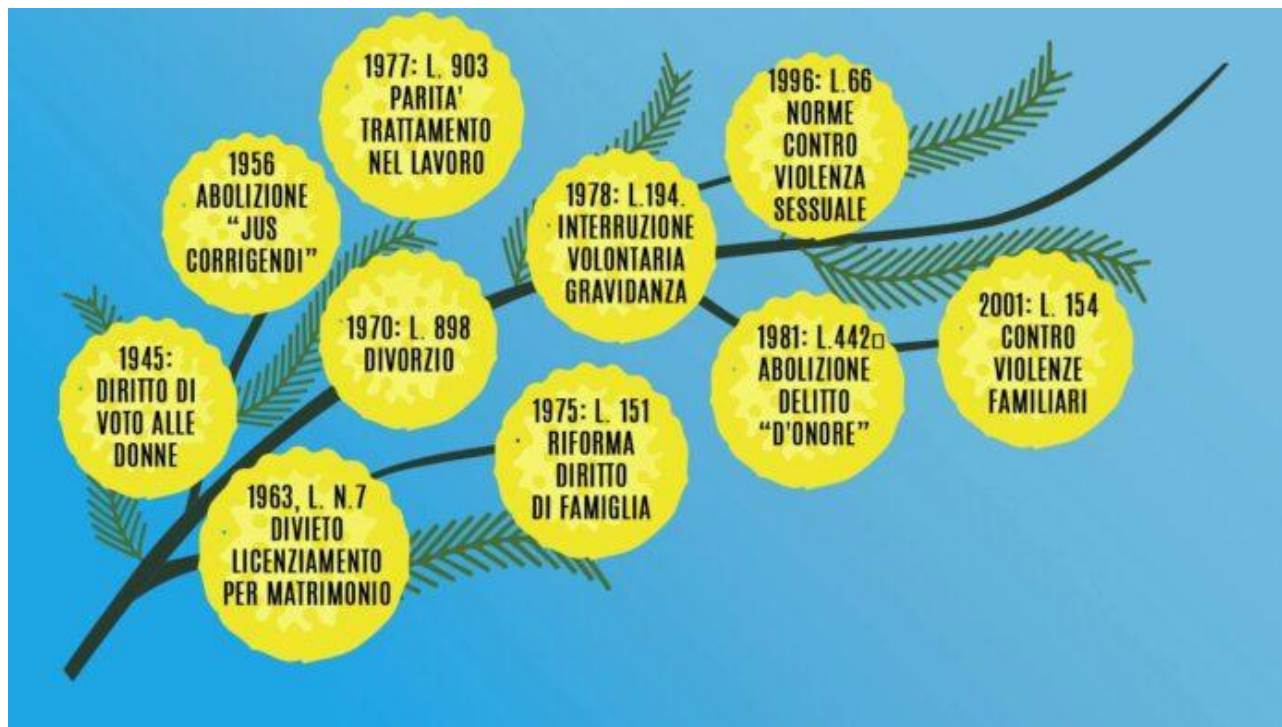 1977: L. 903
PARITA'
TRATTAMENTO
NEL LAVORO
1996: L.66
NORME
CONTRO
VIOLENZA
SESSUALE
1956
ABOLIZIONE
“JUS
CORRIGENDI”
1978: L.194.
INTERRUZIONE
VOLONTARIA
GRAVIDANZA
1970: L. 898
DIVORZIO
2001: L. 154
CONTRO
VIOLENZE
FAMILIARI
1981: L.442□
ABOLIZIONE
DELITTO
“D'ONORE”
1945:
DIRITTO DI
VOTO ALLE
DONNE
1975: L. 151
RIFORMA
DIRITTO
DI FAMIGLIA
1963, L. N.7
DIVIETO
LICENZIAMENTO
PER MATRIMONIO